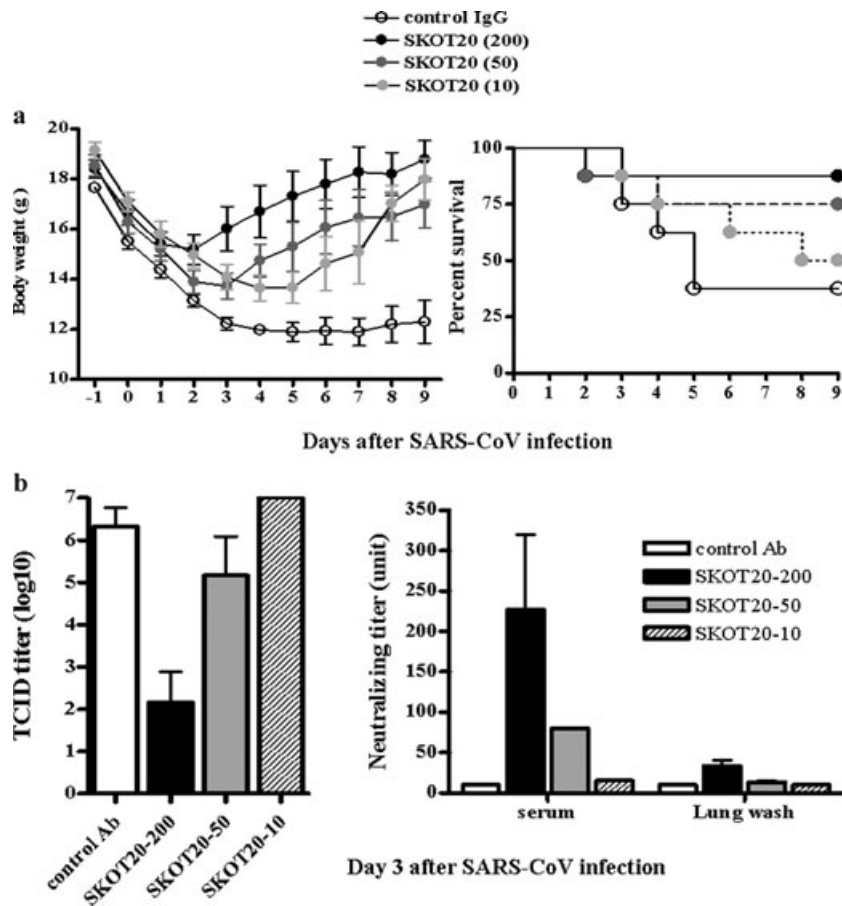 control IgG
SKOT20 (200)
SKOT20 (50)
SKOT20 (10)
a
Body weight (g)
20
18
16
14
12
10
-1 0 1 2 3 4 5 6 7 8 9
Percent survival
100
75
50
25
0
0 1 2 3 4 5 6 7 8 9
Days after SARS-CoV infection
b
TCID titer (log10)
7
6
5
4
3
2
1
0
control Ab
SKOT20-200
SKOT20-50
SKOT20-10
Neutralizing titer (unit)
350
300
250
200
150
100
50
0
control Ab
SKOT20-200
SKOT20-50
SKOT20-10
serum Lung wash
Day 3 after SARS-CoV infection